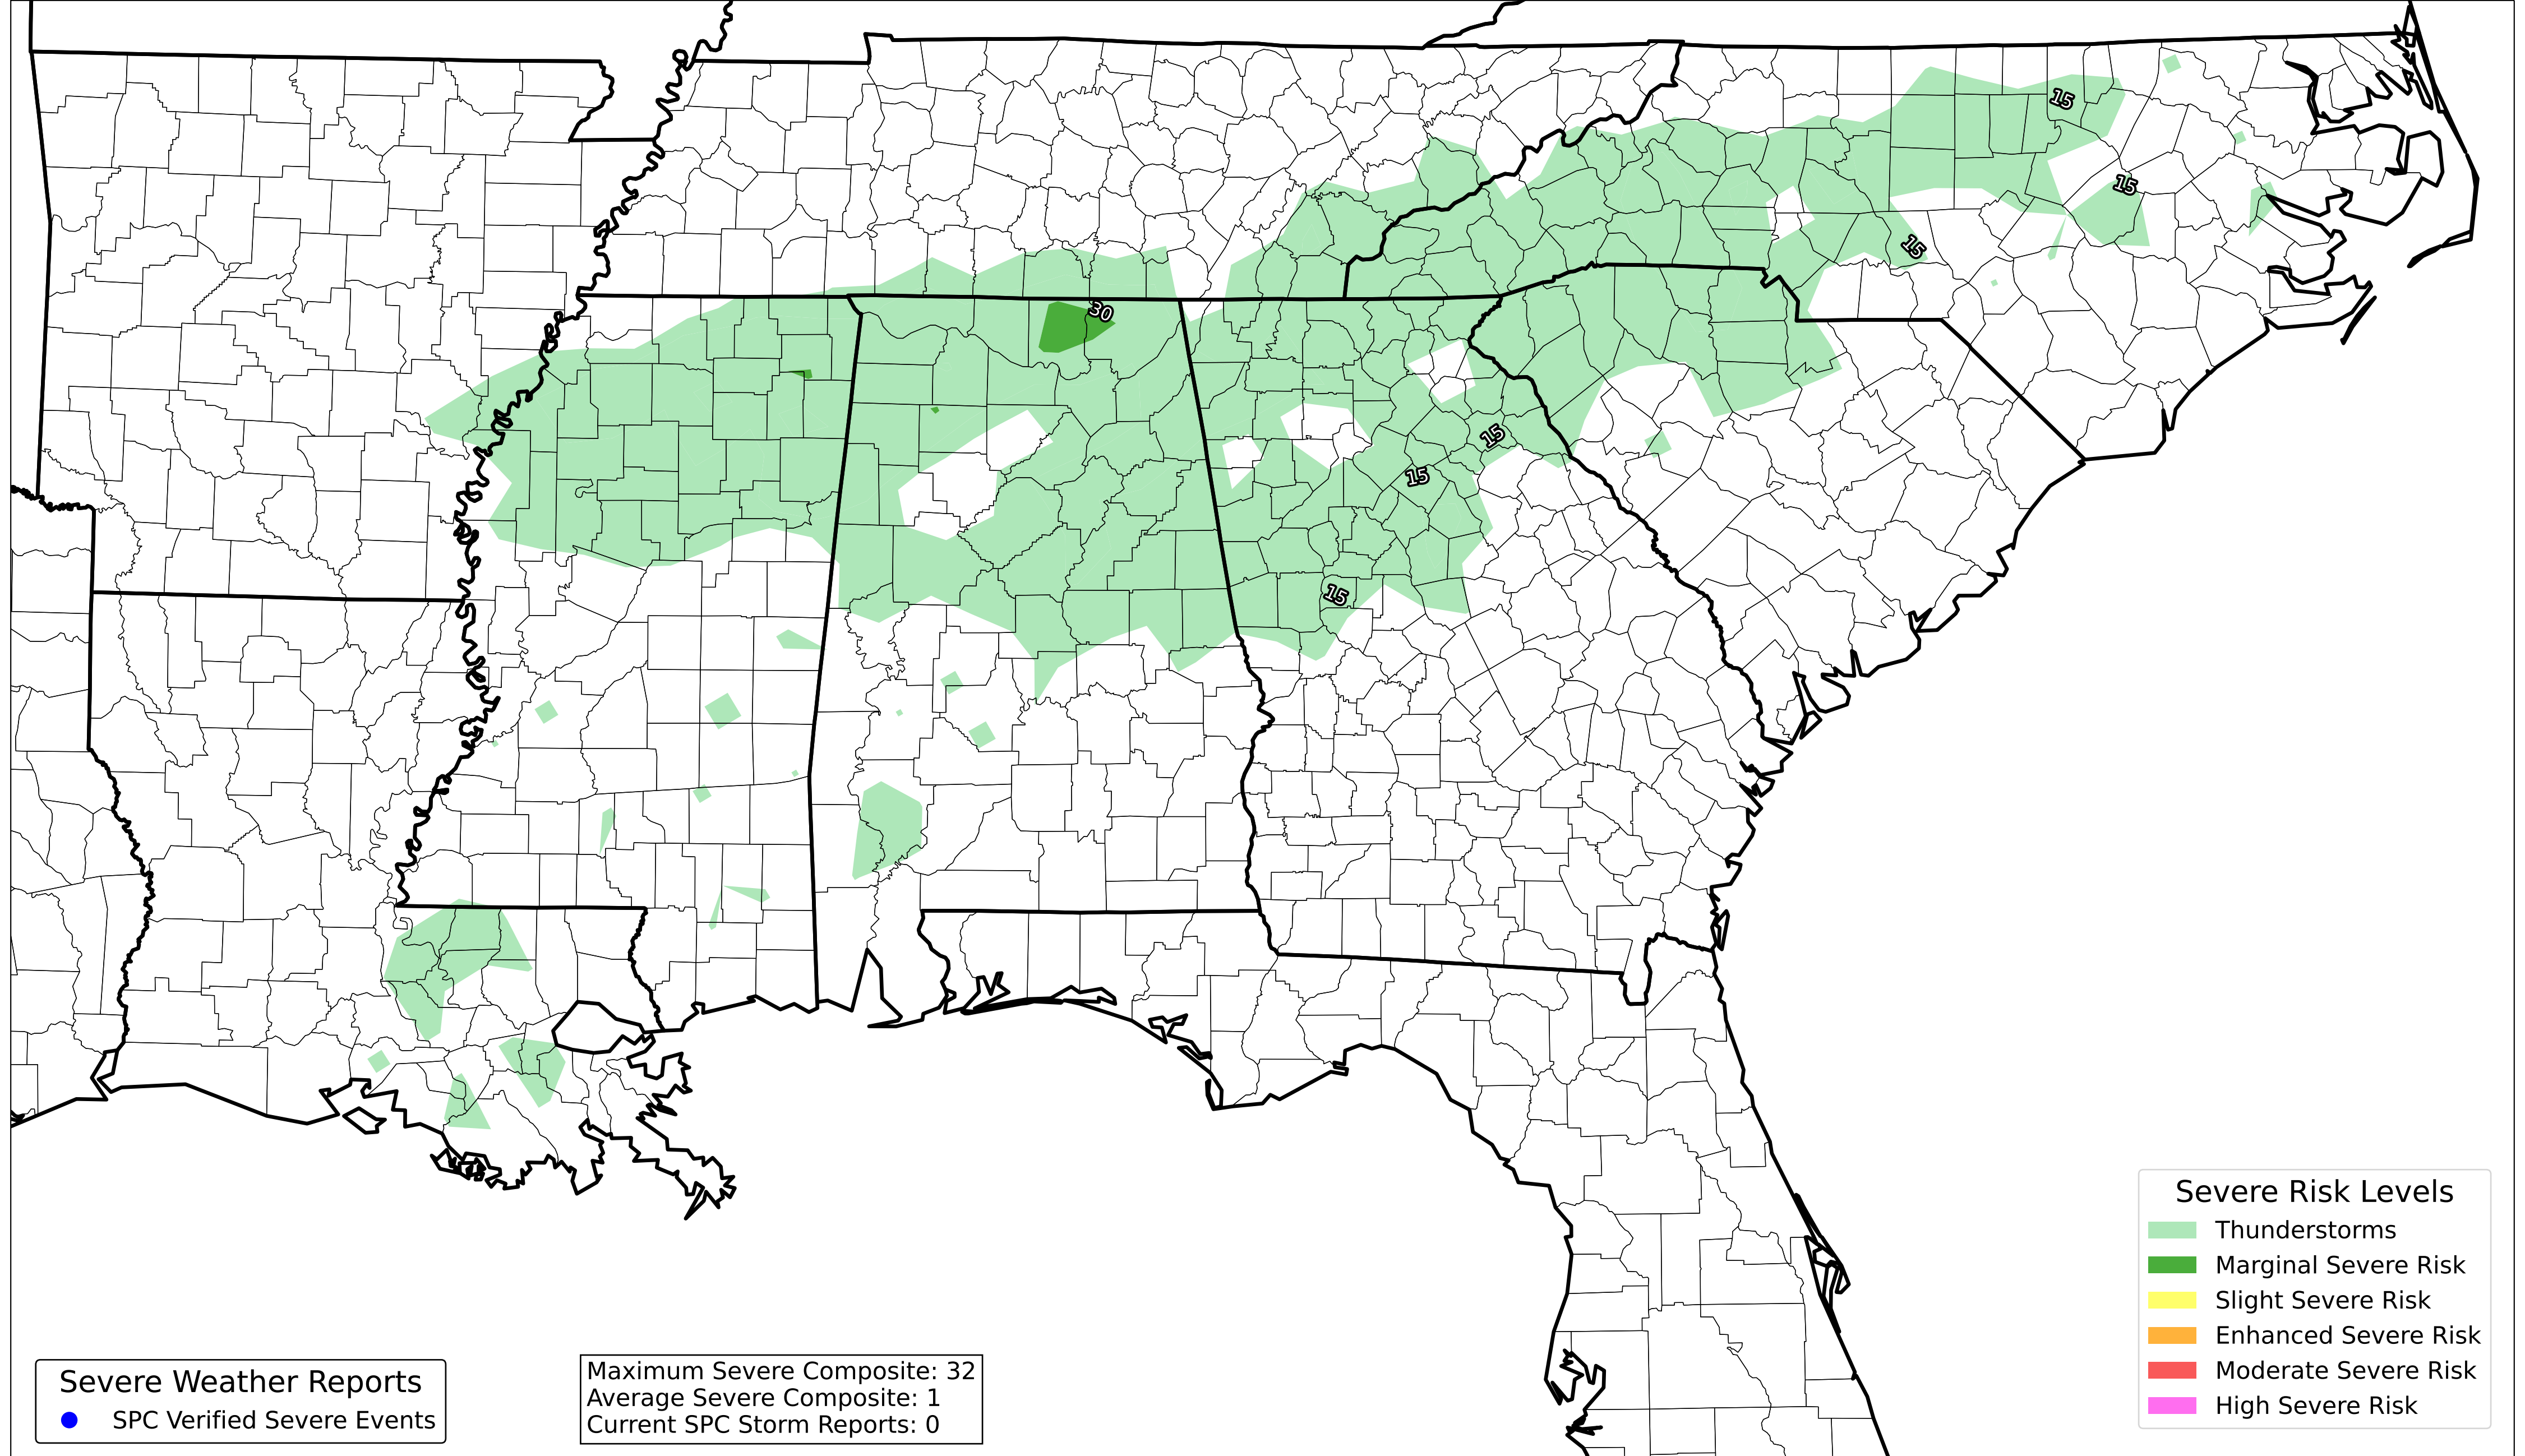 15
15
15
30
15
15
15
Severe Risk Levels
Thunderstorms
Marginal Severe Risk
Slight Severe Risk
Enhanced Severe Risk
Moderate Severe Risk
High Severe Risk
Severe Weather Reports
SPC Verified Severe Events
Maximum Severe Composite: 32
Average Severe Composite: 1
Current SPC Storm Reports: 0